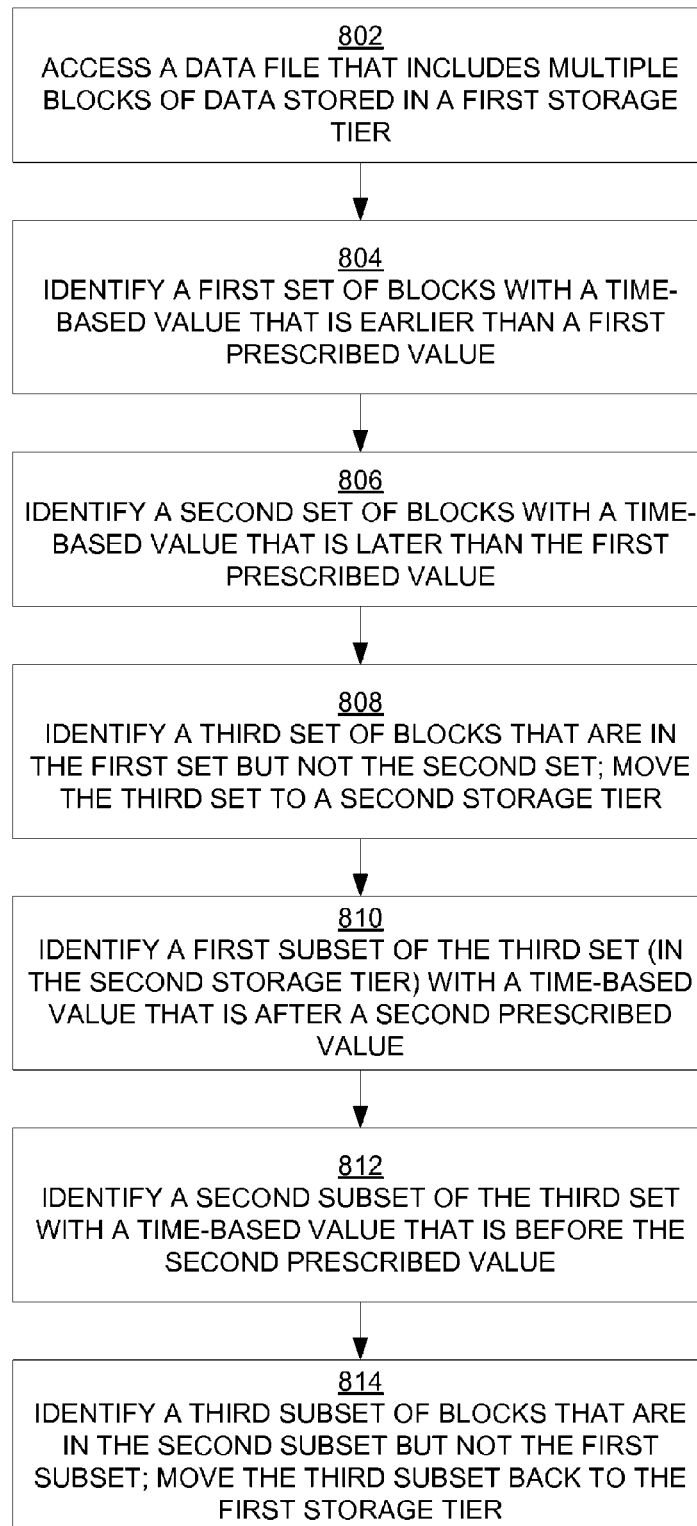 802
ACCESS A DATA FILE THAT INCLUDES MULTIPLE
BLOCKS OF DATA STORED IN A FIRST STORAGE
TIER
804
IDENTIFY A FIRST SET OF BLOCKS WITH A TIME-
BASED VALUE THAT IS EARLIER THAN A FIRST
PRESCRIBED VALUE
806
IDENTIFY A SECOND SET OF BLOCKS WITH A TIME-
BASED VALUE THAT IS LATER THAN THE FIRST
PRESCRIBED VALUE
808
IDENTIFY A THIRD SET OF BLOCKS THAT ARE IN
THE FIRST SET BUT NOT THE SECOND SET; MOVE
THE THIRD SET TO A SECOND STORAGE TIER
810
IDENTIFY A FIRST SUBSET OF THE THIRD SET (IN
THE SECOND STORAGE TIER) WITH A TIME-BASED
VALUE THAT IS AFTER A SECOND PRESCRIBED
VALUE
812
IDENTIFY A SECOND SUBSET OF THE THIRD SET
WITH A TIME-BASED VALUE THAT IS BEFORE THE
SECOND PRESCRIBED VALUE
814
IDENTIFY A THIRD SUBSET OF BLOCKS THAT ARE
IN THE SECOND SUBSET BUT NOT THE FIRST
SUBSET; MOVE THE THIRD SUBSET BACK TO THE
FIRST STORAGE TIER